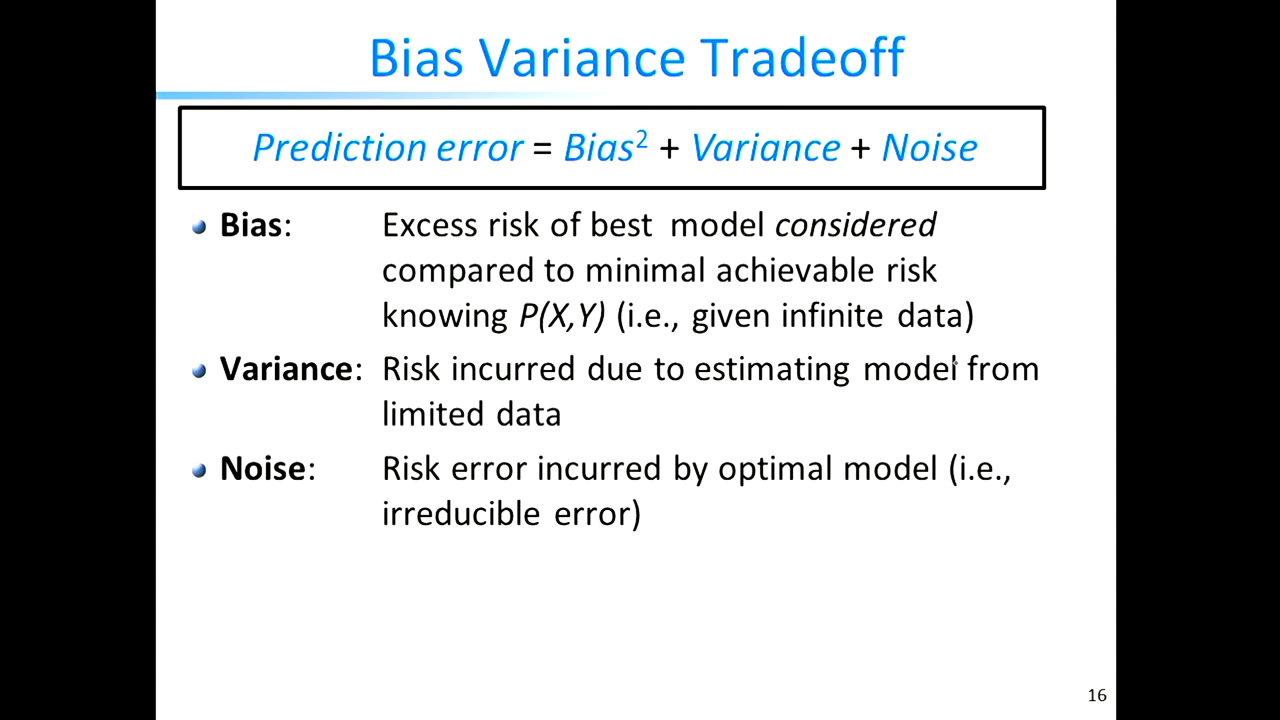 Bias Variance Tradeoff
Prediction error = Bias² + Variance + Noise
Bias: Excess risk of best model considered
compared to minimal achievable risk
knowing P(X,Y) (i.e., given infinite data)
Variance: Risk incurred due to estimating model from
limited data
Noise: Risk error incurred by optimal model (i.e.,
irreducible error)
16